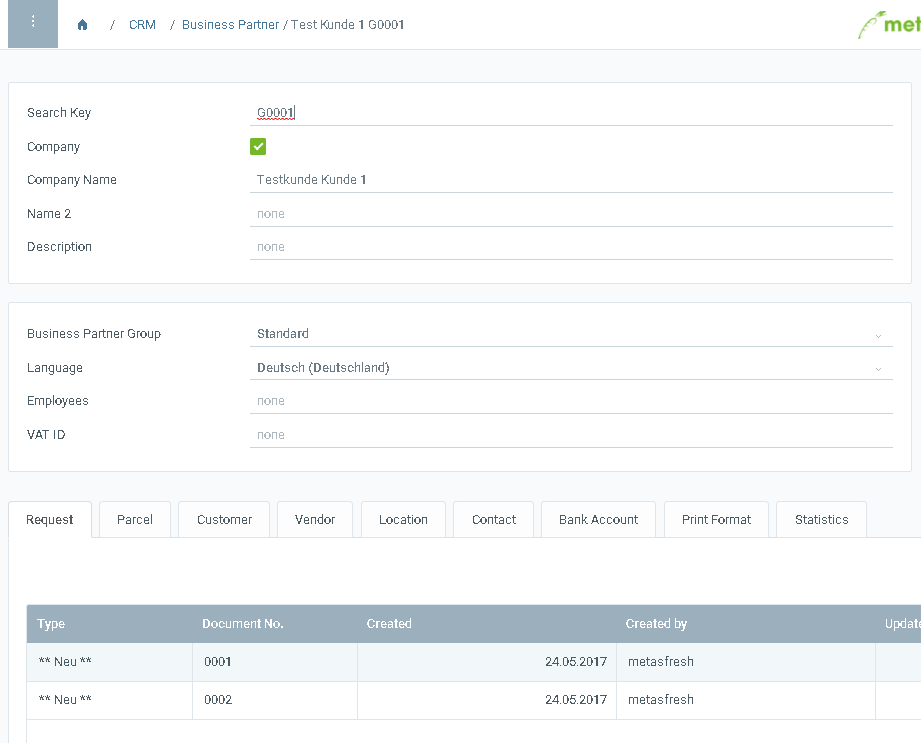 / CRM / Business Partner / Test Kunde 1 G0001
met
Search Key G0001
Company
Company Name Testkunde Kunde 1
Name 2 none
Description none
Business Partner Group Standard
Language Deutsch (Deutschland)
Employees none
VAT ID none
Request Parcel Customer Vendor Location Contact Bank Account Print Format Statistics
Type Document No. Created Created by Update
** Neu ** 0001 24.05.2017 metasfresh
** Neu ** 0002 24.05.2017 metasfresh